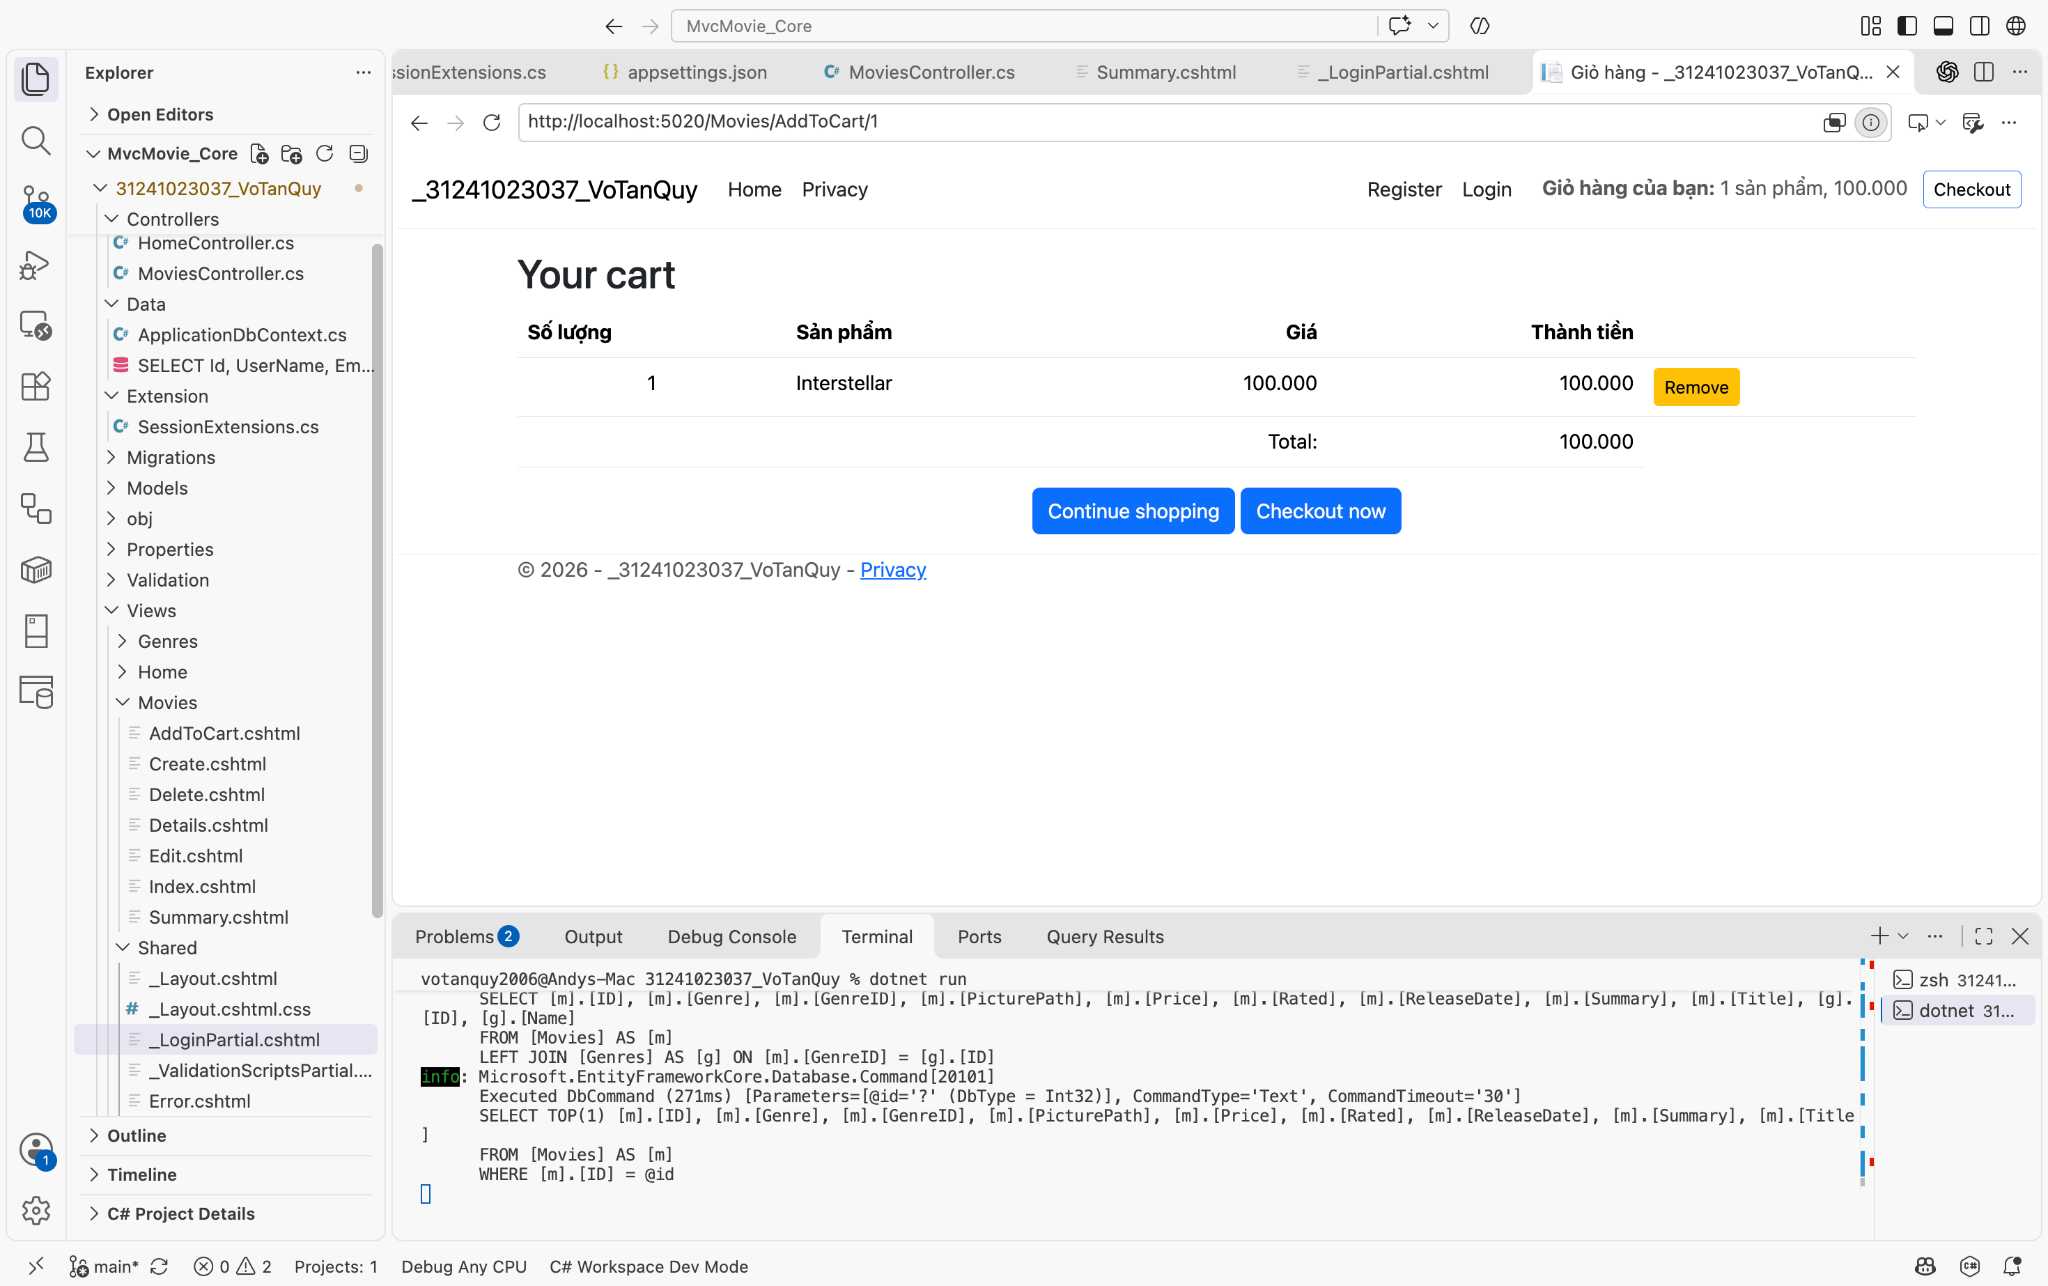 MvcMovie_Core
Explorer
Open Editors
MvcMovie_Core
31241023037_VoTanQuy
Controllers
HomeController.cs
MoviesController.cs
Data
ApplicationDbContext.cs
SELECT Id, UserName, Em...
Extension
SessionExtensions.cs
Migrations
Models
obj
Properties
Validation
Views
Genres
Home
Movies
AddToCart.cshtml
Create.cshtml
Delete.cshtml
Details.cshtml
Edit.cshtml
Index.cshtml
Summary.cshtml
Shared
_Layout.cshtml
# _Layout.cshtml.css
_LoginPartial.cshtml
_ValidationScriptsPartial....
Error.cshtml
Outline
Timeline
C# Project Details
10K
1
ssionExtensions.cs {} appsettings.json C# MoviesController.cs Summary.cshtml _LoginPartial.cshtml Giỏ hàng - _31241023037_VoTanQ...
http://localhost:5020/Movies/AddToCart/1
_31241023037_VoTanQuy Home Privacy Register Login Giỏ hàng của bạn: 1 sản phẩm, 100.000 Checkout
Your cart
Số lượng Sản phẩm Giá Thành tiền
1 Interstellar 100.000 100.000 Remove
Total: 100.000
Continue shopping Checkout now
© 2026 - _31241023037_VoTanQuy - Privacy
Problems 2 Output Debug Console Terminal Ports Query Results
votanquy2006@Andys-Mac 31241023037_VoTanQuy % dotnet run
SELECT [m].[ID], [m].[Genre], [m].[GenreID], [m].[PicturePath], [m].[Price], [m].[Rated], [m].[ReleaseDate], [m].[Summary], [m].[Title], [g].
[ID], [g].[Name]
FROM [Movies] AS [m]
LEFT JOIN [Genres] AS [g] ON [m].[GenreID] = [g].[ID]
info: Microsoft.EntityFrameworkCore.Database.Command[20101]
Executed DbCommand (271ms) [Parameters=[@id='?' (DbType = Int32)], CommandType='Text', CommandTimeout='30']
SELECT TOP(1) [m].[ID], [m].[Genre], [m].[GenreID], [m].[PicturePath], [m].[Price], [m].[Rated], [m].[ReleaseDate], [m].[Summary], [m].[Title
]
FROM [Movies] AS [m]
WHERE [m].[ID] = @id
zsh 31241...
dotnet 31...
main* 0 2 Projects: 1 Debug Any CPU C# Workspace Dev Mode